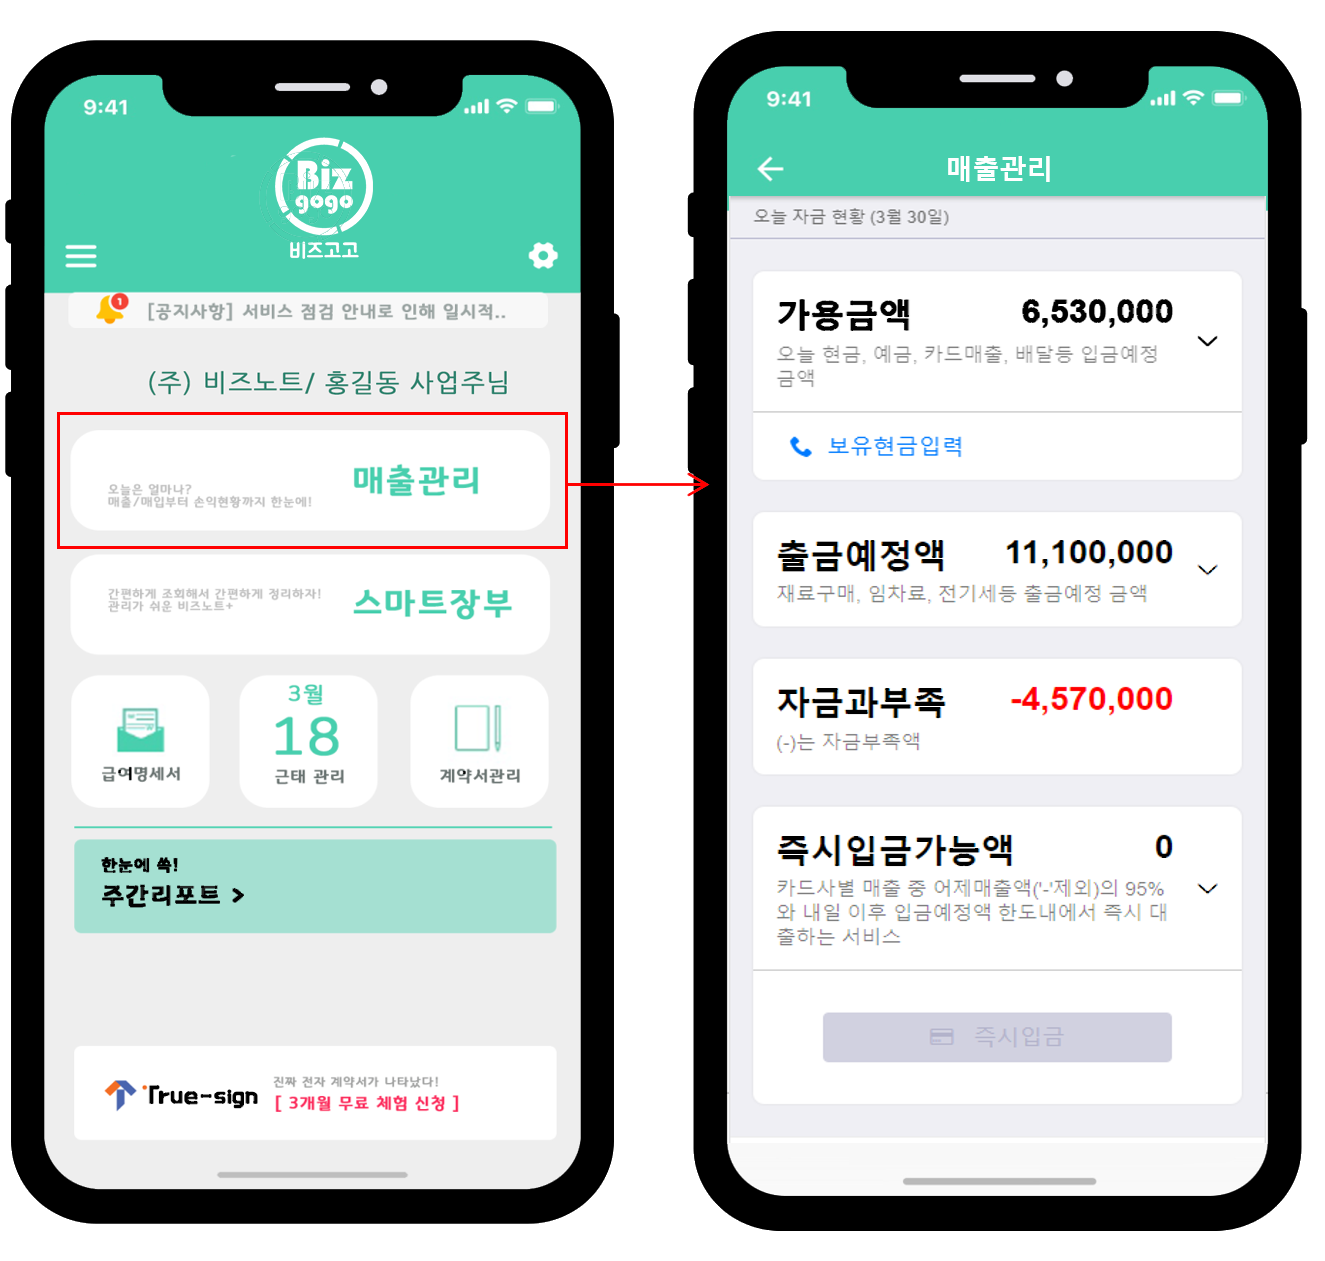 9:41
Biz
gogo
비즈고고
1
[공지사항] 서비스 점검 안내로 인해 일시적..
(주) 비즈노트/ 홍길동 사업주님
오늘은 얼마나?
매출/매입부터 손익현황까지 한눈에!
매출관리
간편하게 조회해서 간편하게 정리하자!
관리가 쉬운 비즈노트+
스마트장부
급여명세서
3월
18
근태 관리
계약서관리
한눈에 쏙!
주간리포트 >
True-sign
진짜 전자 계약서가 나타났다!
[ 3개월 무료 체험 신청 ]
9:41
매출관리
오늘 자금 현황 (3월 30일)
가용금액 6,530,000
오늘 현금, 예금, 카드매출, 배달등 입금예정
금액
보유현금입력
출금예정액 11,100,000
재료구매, 임차료, 전기세등 출금예정 금액
자금과부족 -4,570,000
(-)는 자금부족액
즉시입금가능액 0
카드사별 매출 중 어제매출액('-'제외)의 95%
와 내일 이후 입금예정액 한도내에서 즉시 대
출하는 서비스
즉시입금